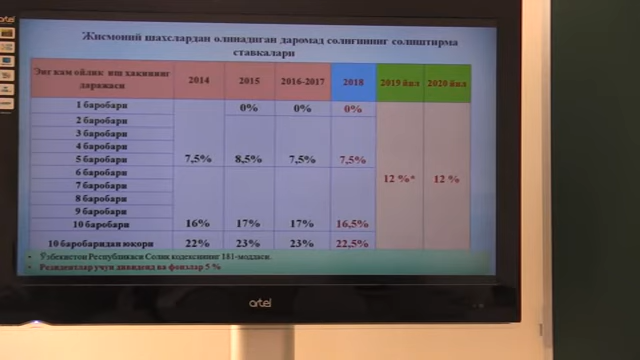 Жисмоний шахслардан олинадиган даромад солиғининг солиштирма
ставкалари
Энг кам ойлик иш ҳақининг даражаси 2014 2015 2016-2017 2018 2019 йил 2020 йил
1 баробари 0% 0% 0%
2 баробари
3 баробари
4 баробари
5 баробари 7,5% 8,5% 7,5% 7,5%
6 баробари 12 %* 12 %
7 баробари
8 баробари
9 баробари
10 баробари 16% 17% 17% 16,5%
10 баробаридан юқори 22% 23% 23% 22,5%
• Ўзбекистон Республикаси Солиқ кодексининг 181-моддаси.
• Резидентлар учун дивиденд ва фоизлар 5 %
artel
artel